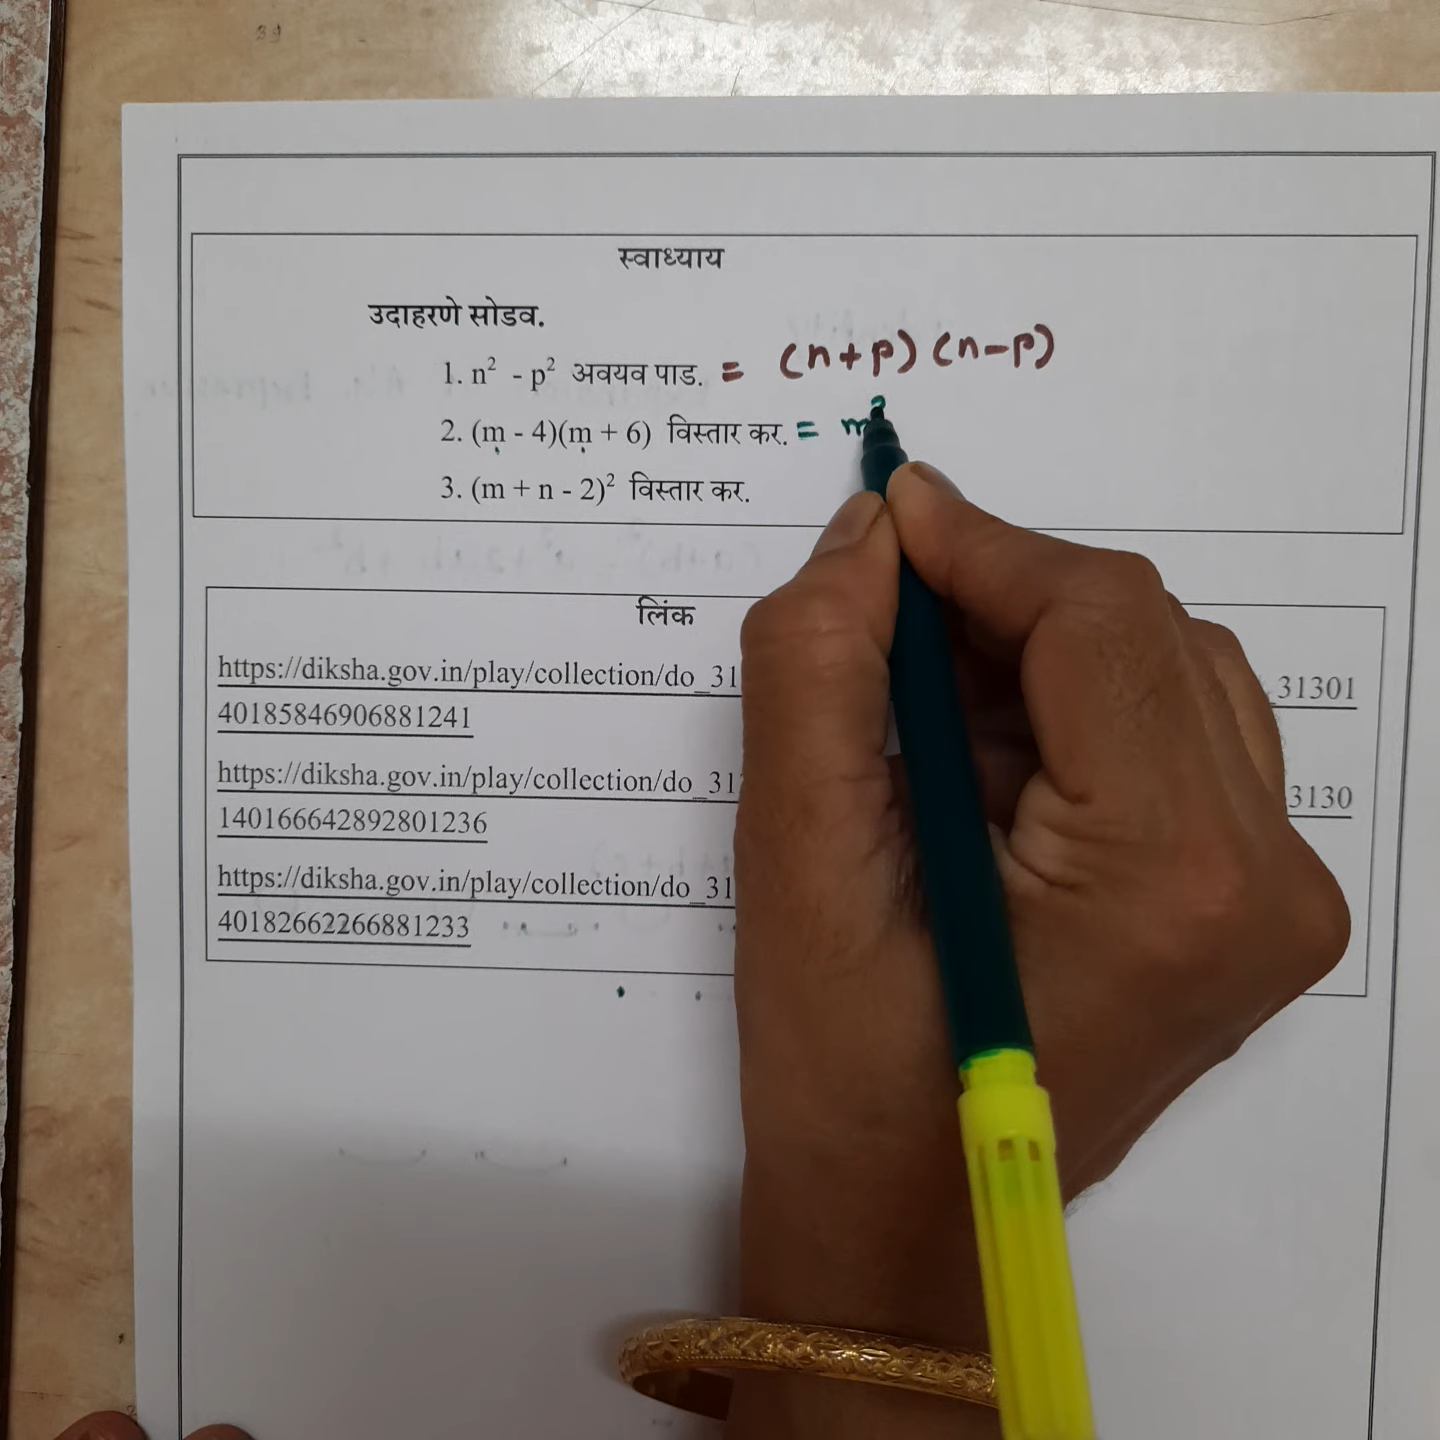 स्वाध्याय
उदाहरणे सोडव.
1. n² - p² अवयव पाड. = (n+p) (n-p)
2. (m - 4)(m + 6) विस्तार कर. = m
3. (m + n - 2)² विस्तार कर.
लिंक
https://diksha.gov.in/play/collection/do_31 31301
40185846906881241
https://diksha.gov.in/play/collection/do_31 3130
140166642892801236
https://diksha.gov.in/play/collection/do_31
40182662266881233